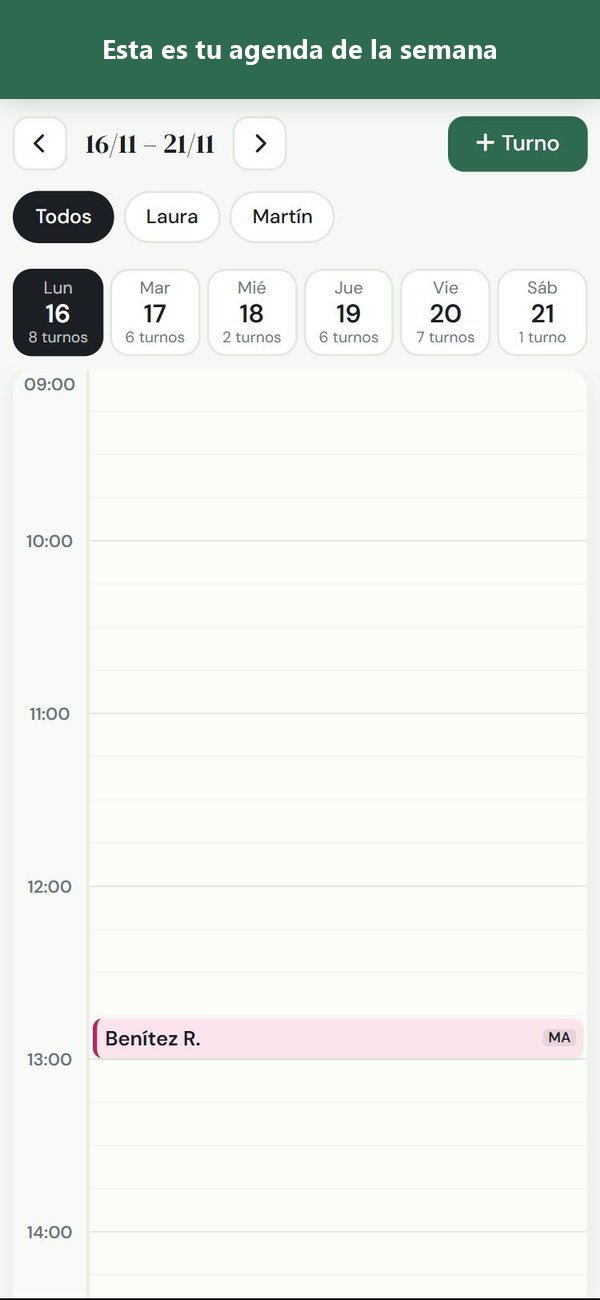 Esta es tu agenda de la semana
16/11 – 21/11
+ Turno
Todos
Laura
Martín
Lun
16
8 turnos
Mar
17
6 turnos
Mié
18
2 turnos
Jue
19
6 turnos
Vie
20
7 turnos
Sáb
21
1 turno
09:00
10:00
11:00
12:00
Benítez R.
MA
13:00
14:00